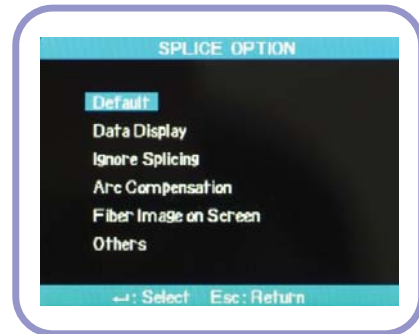 SPLICE OPTION
Default
Data Display
Ignore Splicing
Arc Compensation
Fiber Image on Screen
Others
↵: Select Esc: Return